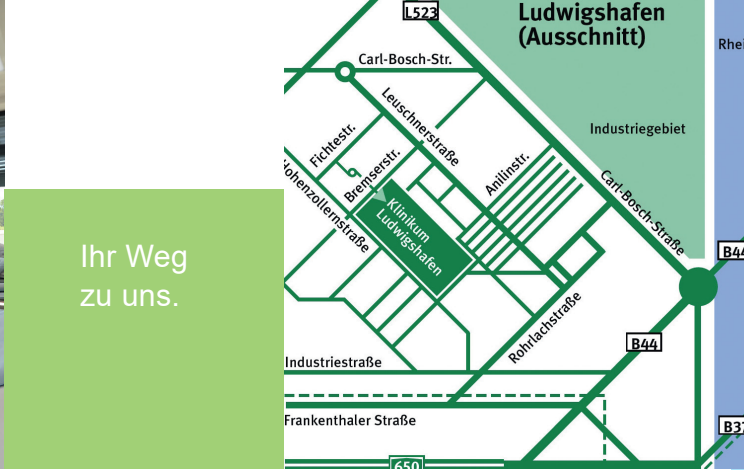 Ihr Weg
zu uns.
L523
Ludwigshafen
(Ausschnitt)
Carl-Bosch-Str.
Leuschnerstraße
Fichtestr.
Bremserstr.
Hohenzollernstraße
Klinikum
Ludwigshafen
Anilinstr.
Industriegebiet
Carl-Bosch-Straße
B44
Rohrlachstraße
B44
Industriestraße
Frankenthaler Straße
650
B37